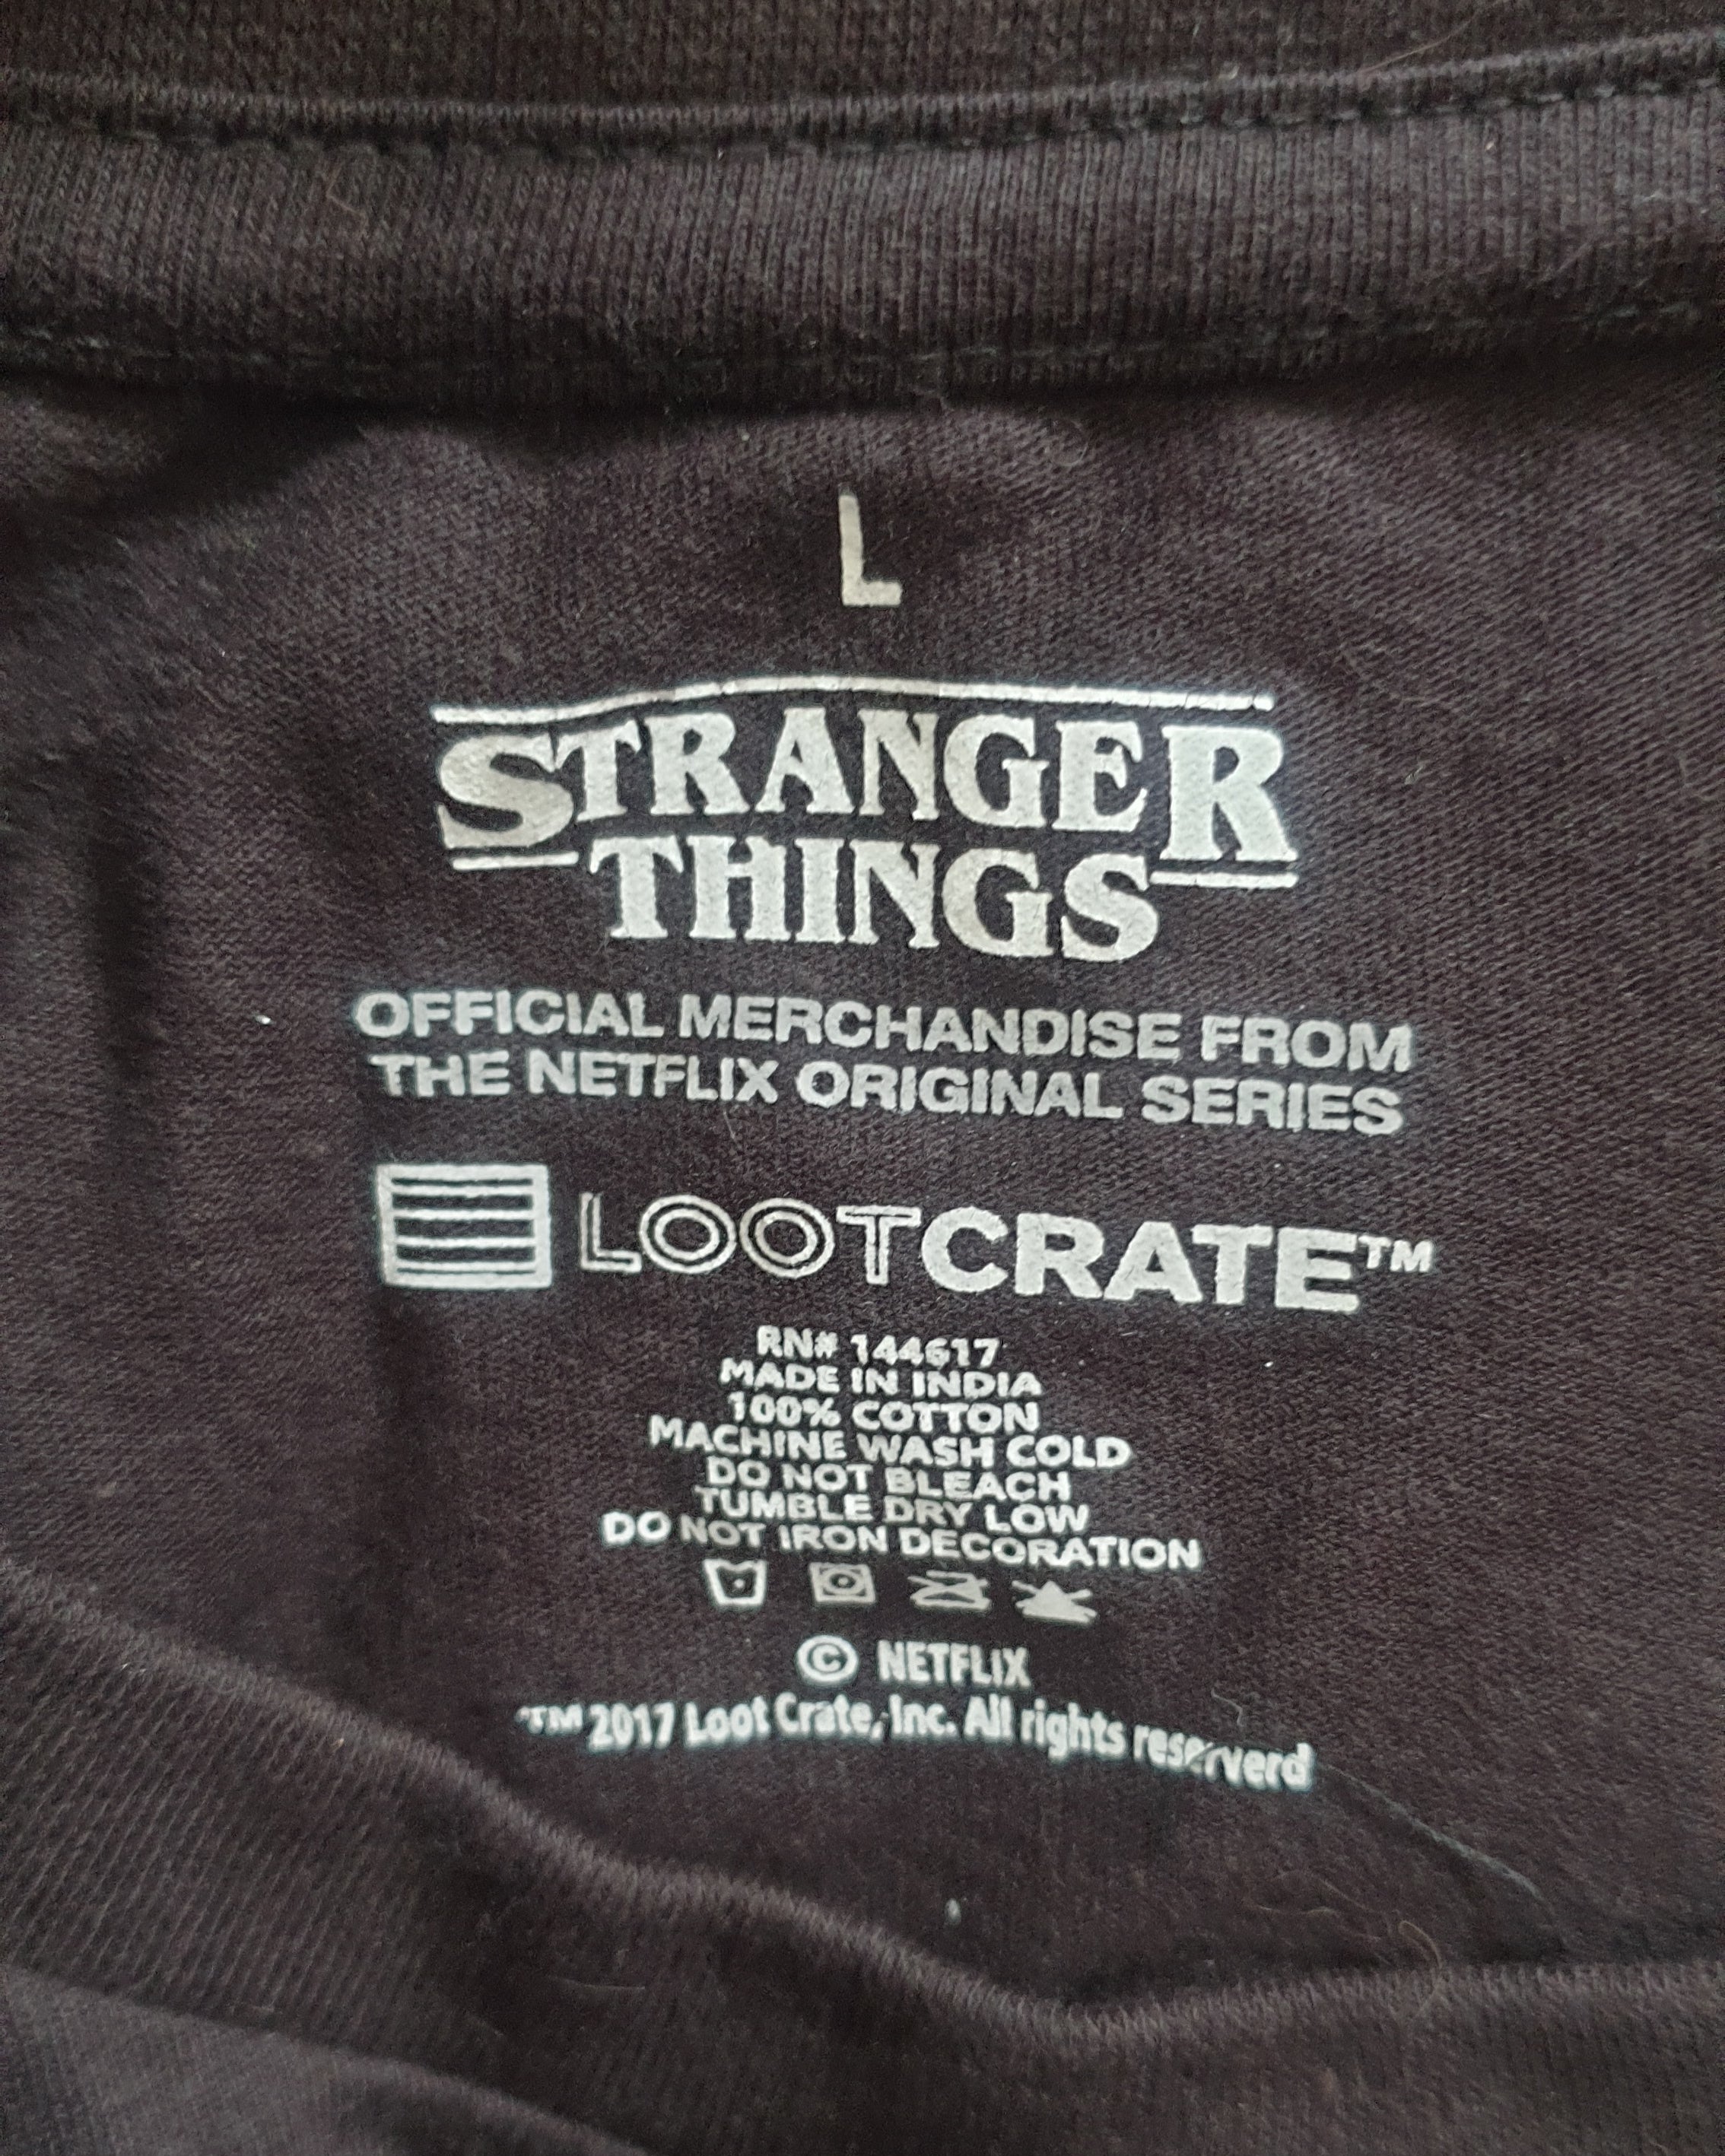 L
STRANGER
THINGS
OFFICIAL MERCHANDISE FROM
THE NETFLIX ORIGINAL SERIES
LOOTCRATE™
RN# 144617
MADE IN INDIA
100% COTTON
MACHINE WASH COLD
DO NOT BLEACH
TUMBLE DRY LOW
DO NOT IRON DECORATION
© NETFLIX
™ 2017 Loot Crate, Inc. All rights reserverd